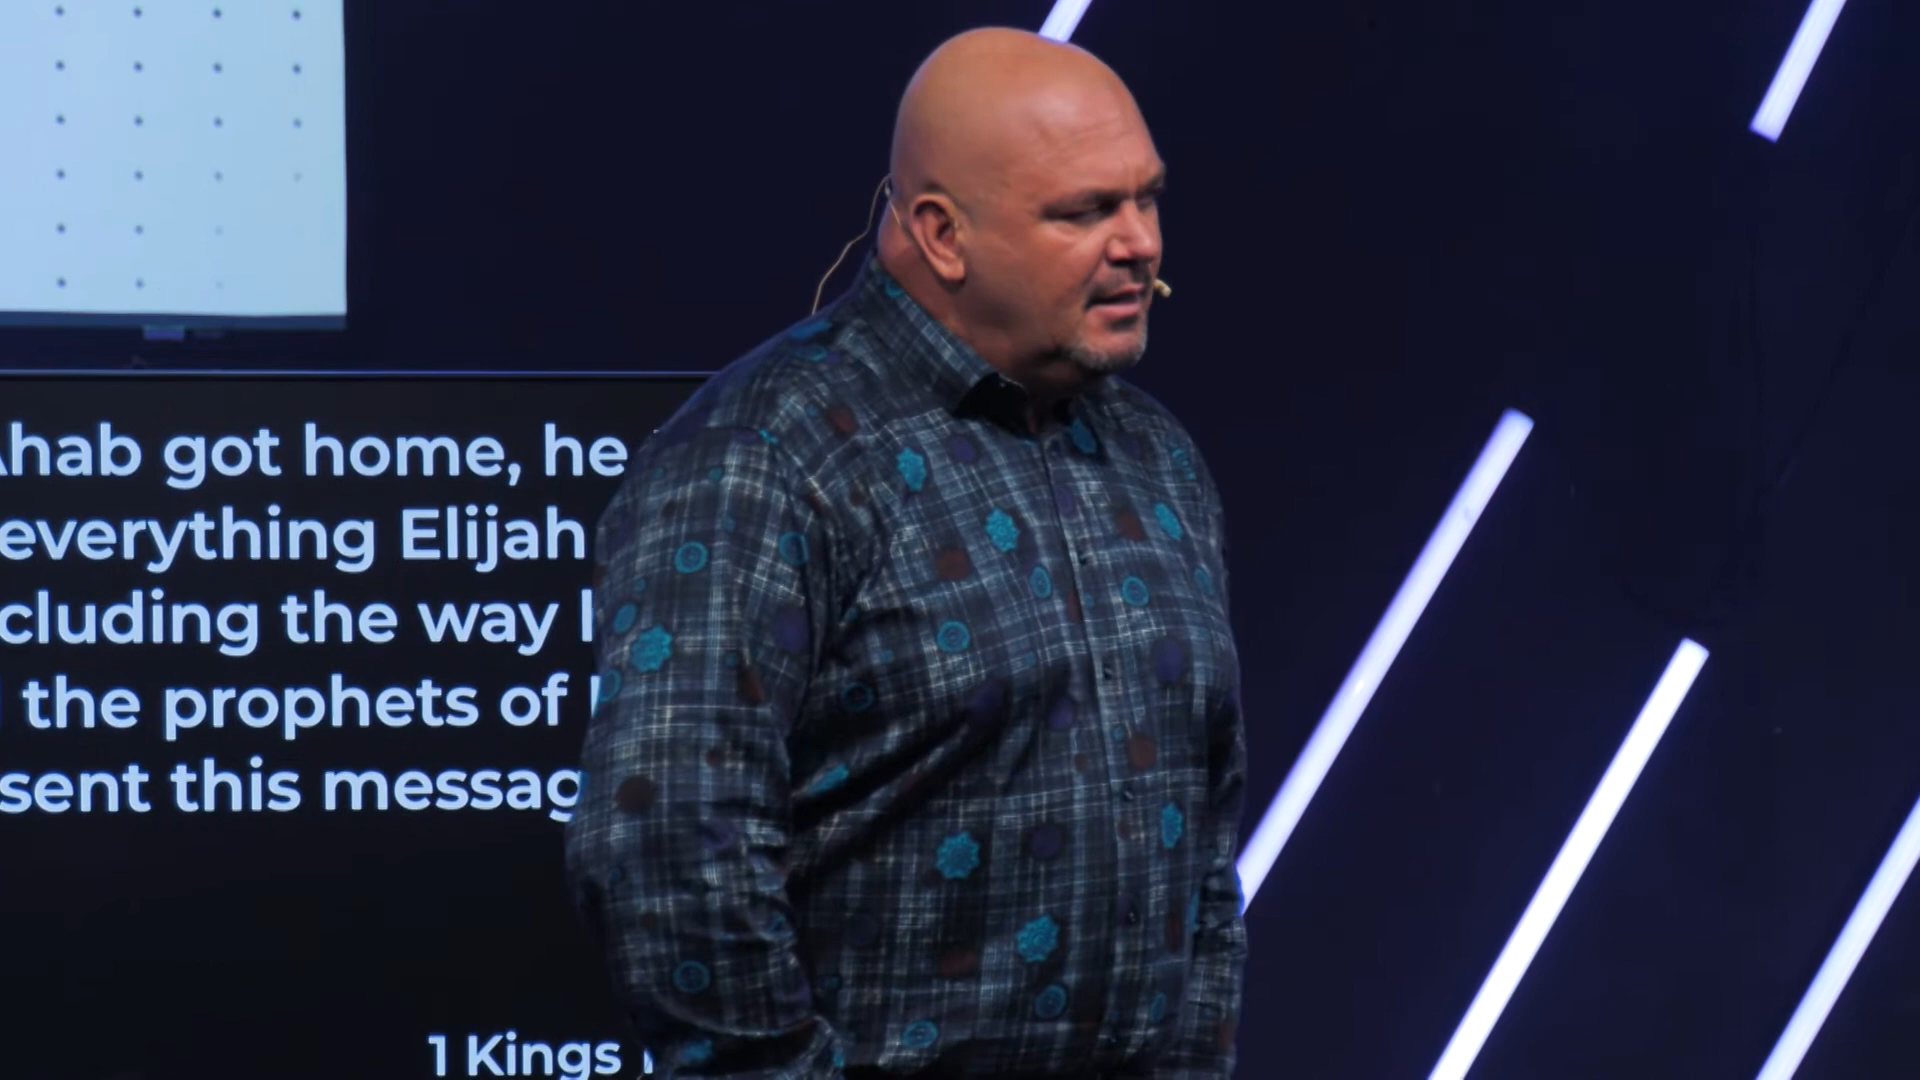 Ahab got home, he
everything Elijah
cluding the way
the prophets of
sent this messag
1 Kings